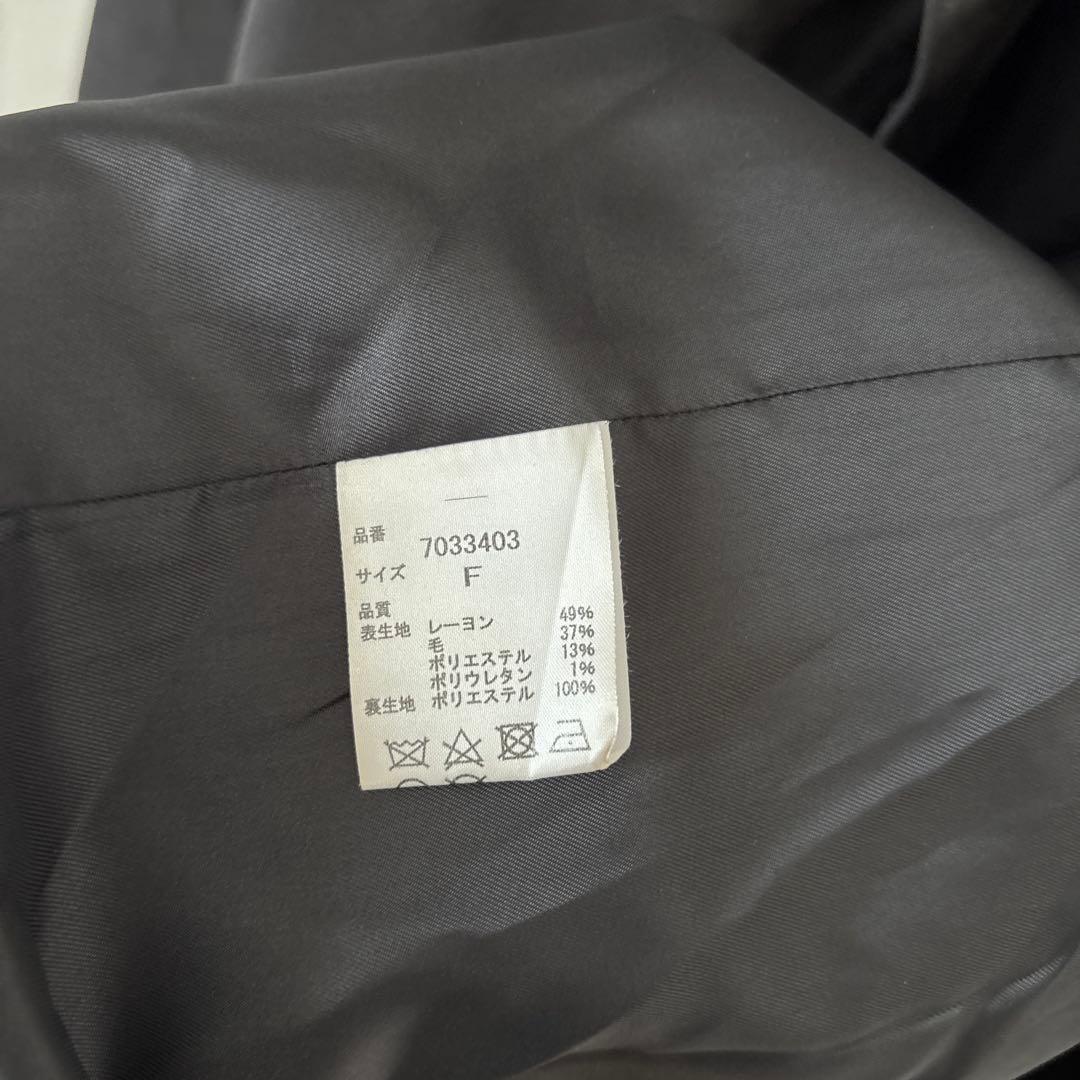 品番 7033403
サイズ F
品質
表生地 レーヨン 49%
毛 37%
ポリエステル 13%
ポリウレタン 1%
裏生地 ポリエステル 100%